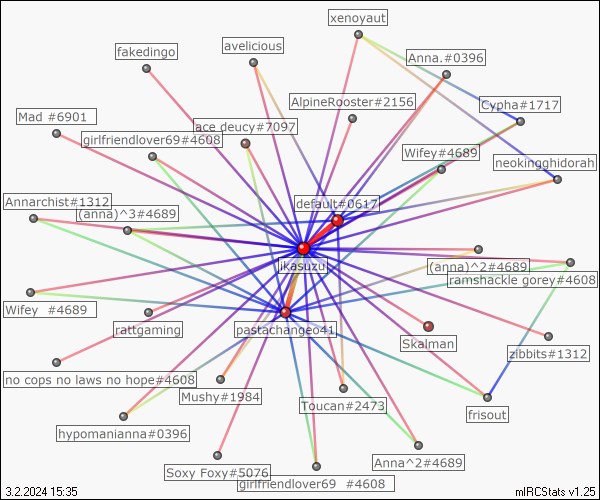 xenoyaut
avelicious
fakedingo
Anna.#0396
AlpineRooster#2156
Cypha#1717
Mad #6901
ace deucy#7097
girlfriendlover69#4608
Wifey#4689
neokingghidorah
Annarchist#1312
default#0617
(anna)^3#4689
jkasuzu
(anna)^2#4689
ramshackle gorey#4608
Wifey  #4689
rattgaming
pastachangeo41
Skalman
zibbits#1312
no cops no laws no hope#4608
Mushy#1984
Toucan#2473
frisout
hypomanianna#0396
Anna^2#4689
Soxy Foxy#5076
girlfriendlover69  #4608
3.2.2024 15:35
mIRCStats v1.25